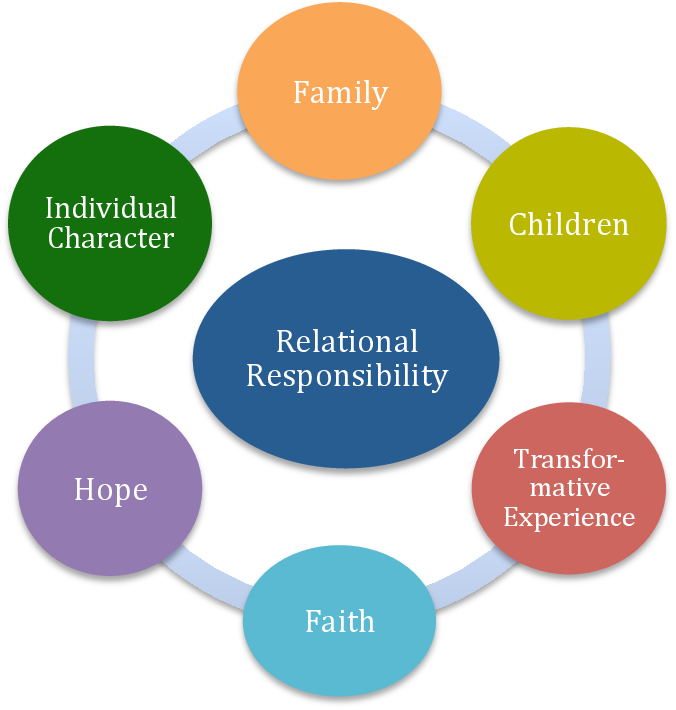 Family
Individual
Character
Children
Relational
Responsibility
Transfor-
mative
Experience
Hope
Faith